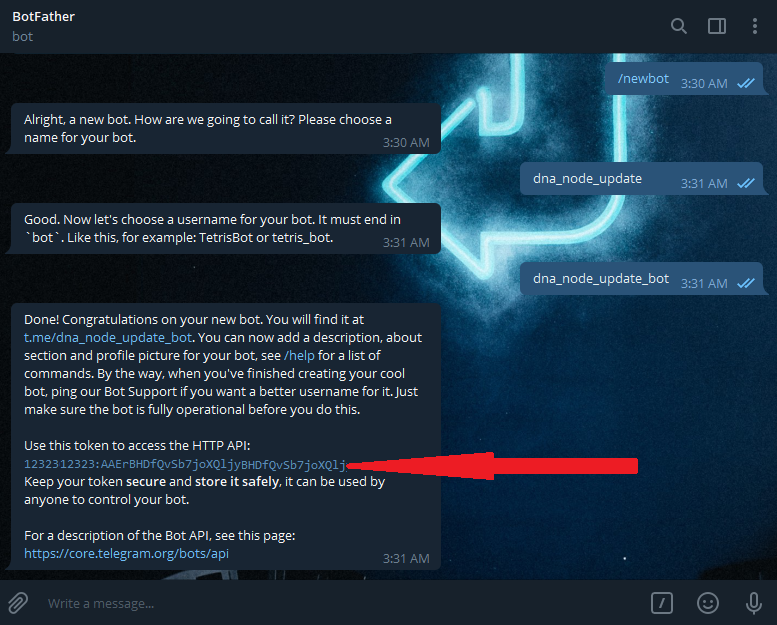 BotFather
bot
/newbot 3:30 AM
Alright, a new bot. How are we going to call it? Please choose a
name for your bot.
3:30 AM
dna_node_update 3:31 AM
Good. Now let's choose a username for your bot. It must end in
`bot`. Like this, for example: TetrisBot or tetris_bot.
3:31 AM
dna_node_update_bot 3:31 AM
Done! Congratulations on your new bot. You will find it at
t.me/dna_node_update_bot. You can now add a description, about
section and profile picture for your bot, see /help for a list of
commands. By the way, when you've finished creating your cool
bot, ping our Bot Support if you want a better username for it. Just
make sure the bot is fully operational before you do this.
Use this token to access the HTTP API:
1232312323:AAErBHDfQvSb7joXQljyBHDfQvSb7joXQlj
Keep your token secure and store it safely, it can be used by
anyone to control your bot.
For a description of the Bot API, see this page:
https://core.telegram.org/bots/api
3:31 AM
Write a message...